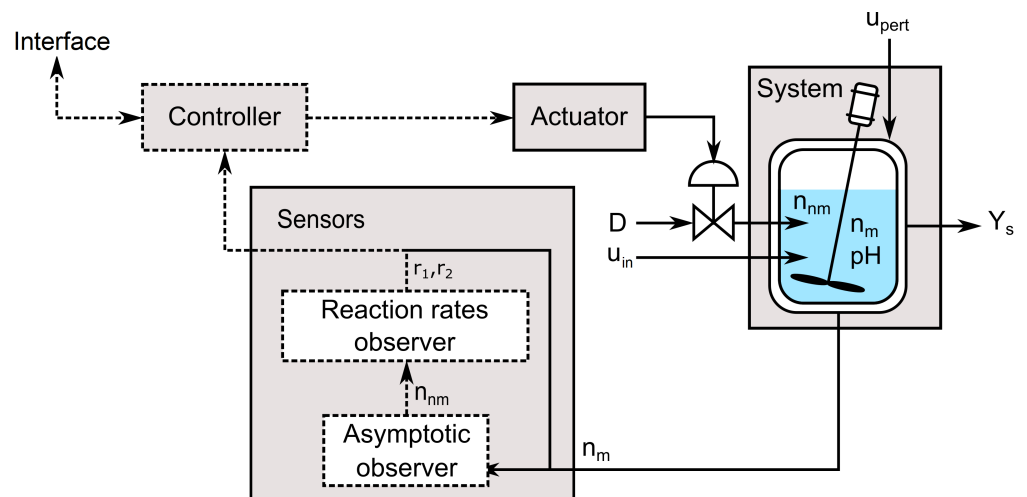 u_pert
Interface
System
Controller
Actuator
Sensors
n_nm
D
n_m
Y_s
u_in
pH
r_1,r_2
Reaction rates
observer
n_nm
Asymptotic
observer
n_m